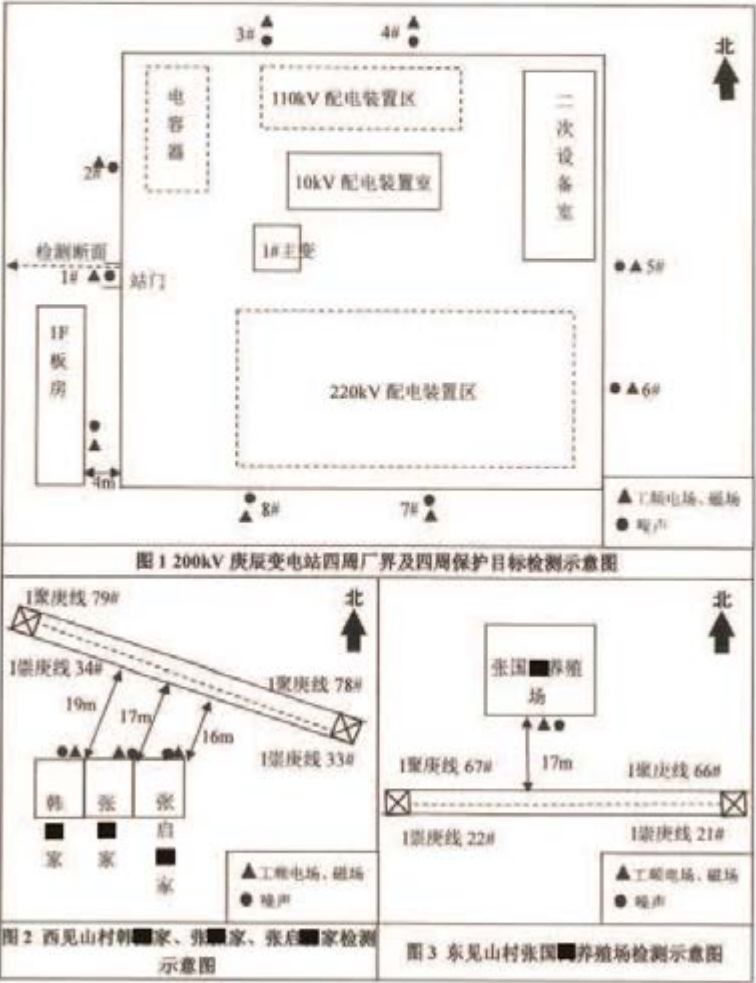 3#
4#
北
电容器
110kV 配电装置区
二次设备室
2#
10kV 配电装置室
1#主变
检测断面
1#
站门
5#
1F板房
220kV 配电装置区
6#
4m
8#
7#
工频电场、磁场
噪声
图1 200kV 庚辰变电站四周厂界及四周保护目标检测示意图
I聚庚线 79#
北
I崇庚线 34#
19m
17m
I聚庚线 78#
16m
I崇庚线 33#
韩
家
张
家
张启
家
工频电场、磁场
噪声
图2 西见山村韩 家、张 家、张启 家检测
示意图
北
张国 养殖
场
17m
I聚庚线 67#
I聚庚线 66#
I崇庚线 22#
I崇庚线 21#
工频电场、磁场
噪声
图3 东见山村张国 养殖场检测示意图